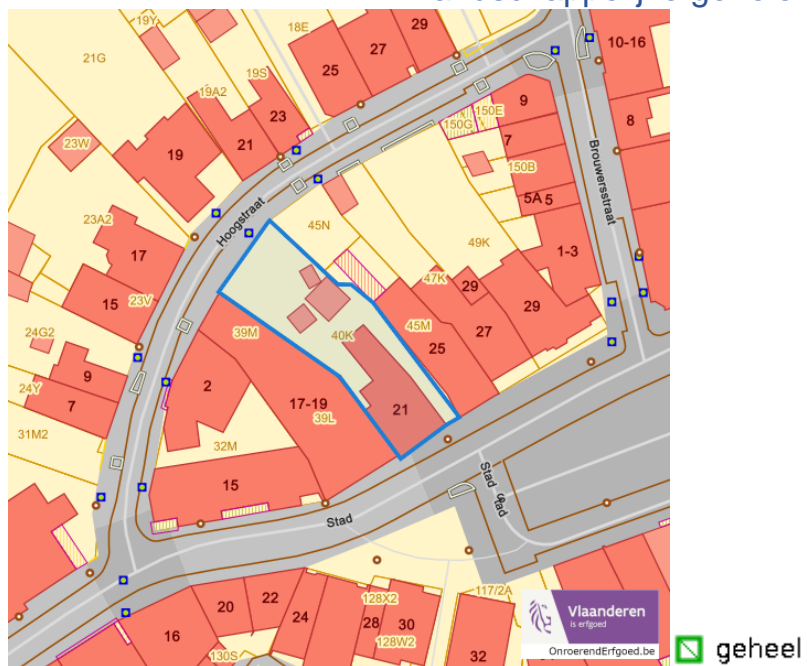 19Y
18E
29
27
25
10-16
21G
19A2
19S
23
150E
150G
9
8
23W
19
21
7
Brouwersstraat
150B
5A 5
23A2
Hoogstraat
45N
17
49K
1-3
15
23V
47K
29
29
24G2
39M
40K
45M
27
25
9
2
24Y
7
17-19
39L
21
31M2
32M
15
Stad
Stad
Stad
117/2A
128X2
22
20
24
28
30
128W2
16
130S
32
Vlaanderen
is erfgoed
OnroerendErfgoed.be
geheel